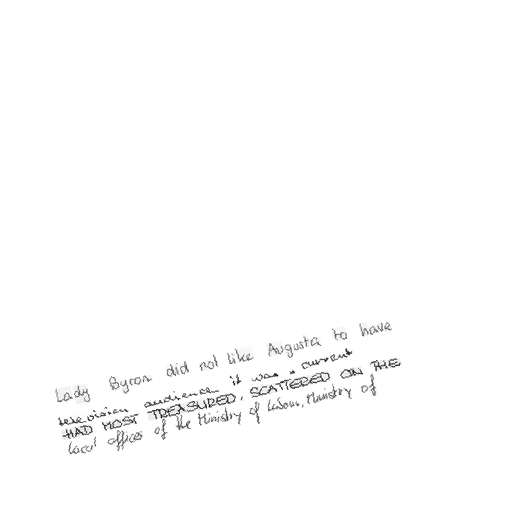 Lady Byron did not like Augusta to have
television audience it was a current
HAD MOST TREASURED, SCATTERED ON THE
local offices of the Ministry of Labour, Ministry of